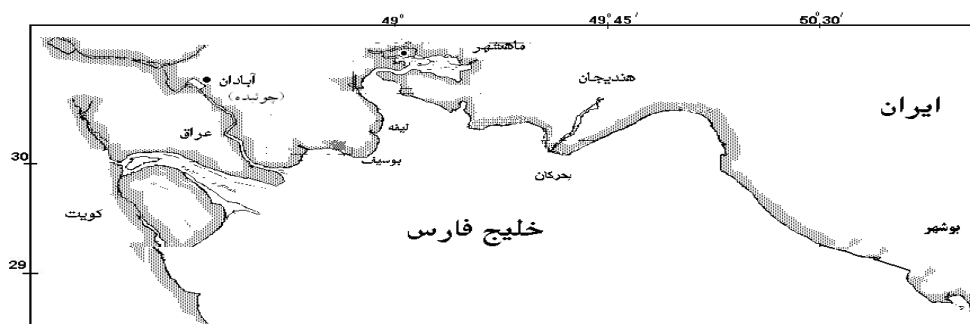 49° 49°45′ 50°30′
ماهشهر
هندیجان
آبادان
(جوئبده)
ایران
لیفه
عراق
30
بوسیف
بحرکان
کویت
خلیج فارس
بوشهر
29